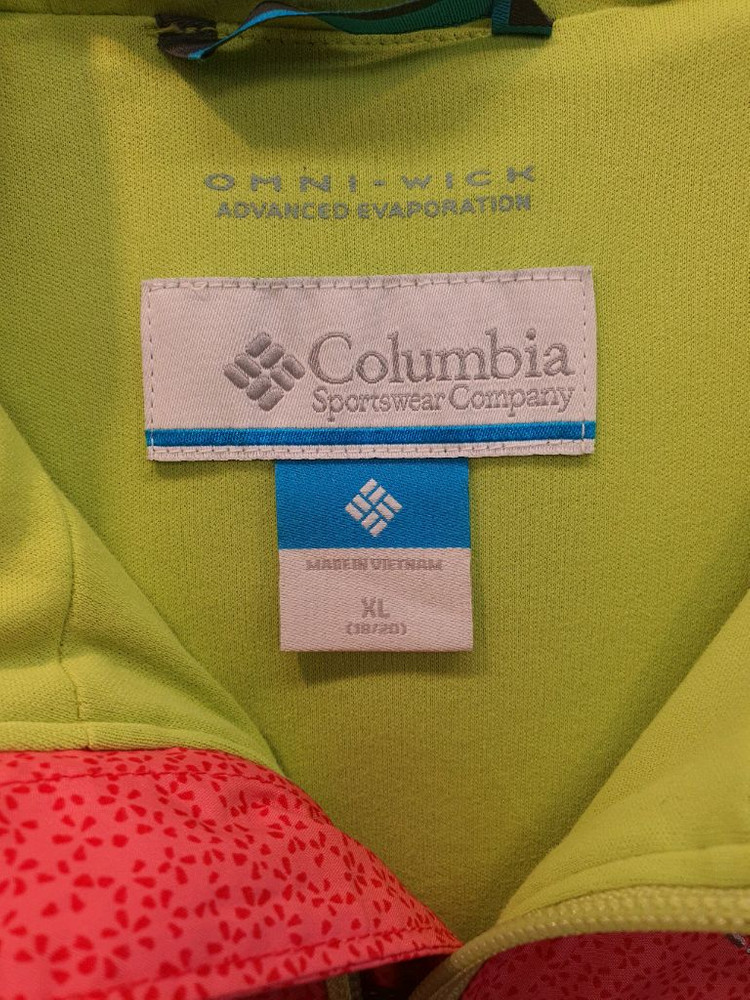 OMNI-WICK
ADVANCED EVAPORATION
Columbia
Sportswear Company
MADE IN VIETNAM
XL
(18/20)